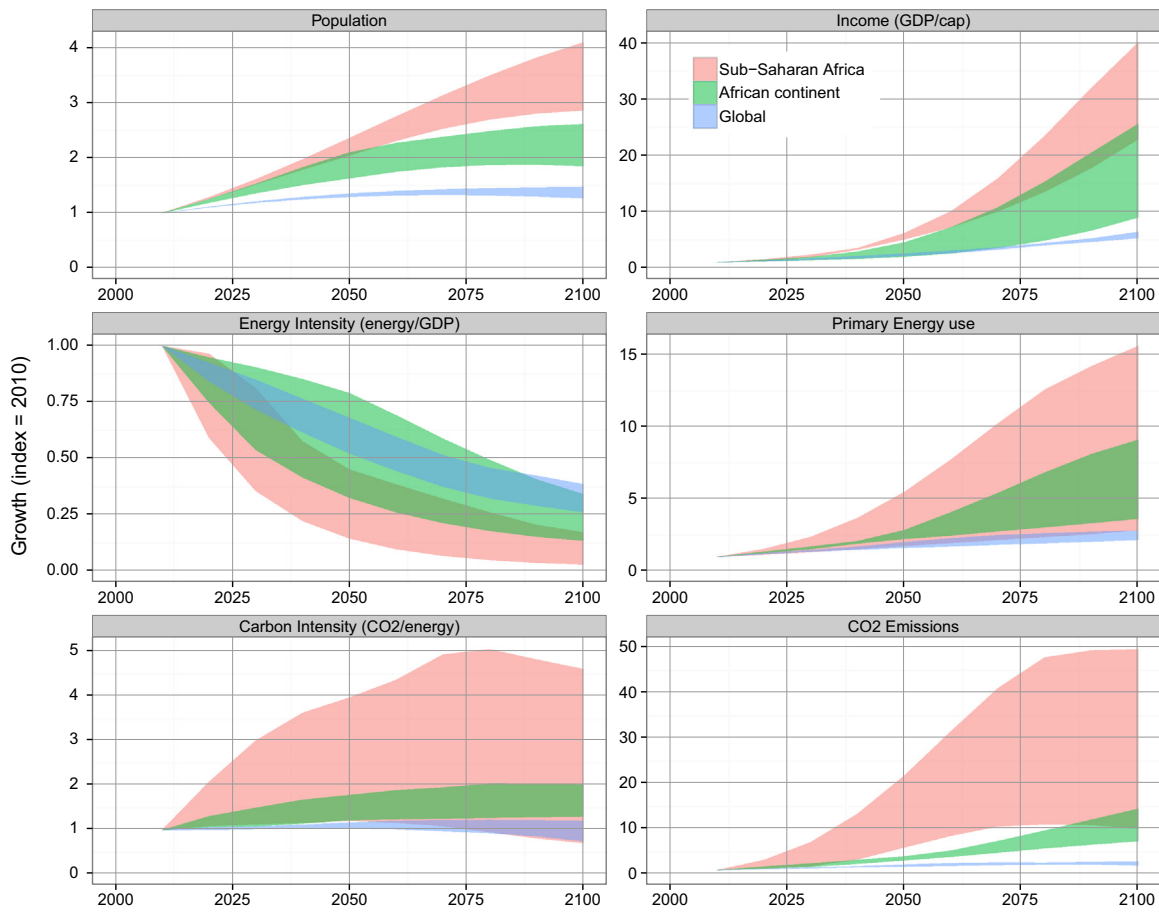 Population
Income (GDP/cap)
4
3
2
1
0
40
30
20
10
0
Sub−Saharan Africa
African continent
Global
2000 2025 2050 2075 2100
2000 2025 2050 2075 2100
Energy Intensity (energy/GDP)
Primary Energy use
Growth (index = 2010)
1.00
0.75
0.50
0.25
0.00
15
10
5
0
2000 2025 2050 2075 2100
2000 2025 2050 2075 2100
Carbon Intensity (CO2/energy)
CO2 Emissions
5
4
3
2
1
0
50
40
30
20
10
0
2000 2025 2050 2075 2100
2000 2025 2050 2075 2100